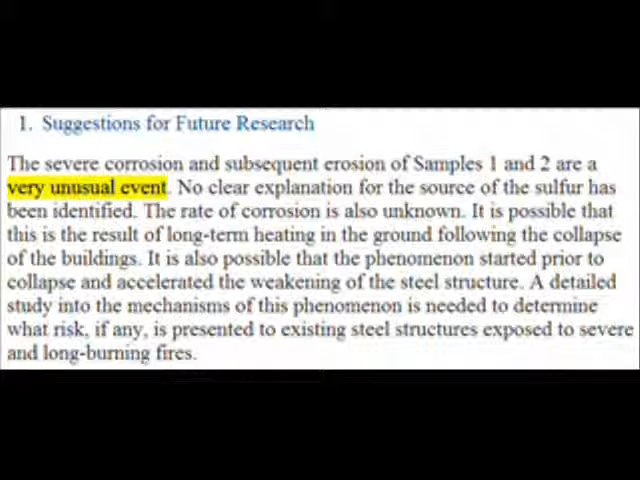 1. Suggestions for Future Research
The severe corrosion and subsequent erosion of Samples 1 and 2 are a
very unusual event. No clear explanation for the source of the sulfur has
been identified. The rate of corrosion is also unknown. It is possible that
this is the result of long-term heating in the ground following the collapse
of the buildings. It is also possible that the phenomenon started prior to
collapse and accelerated the weakening of the steel structure. A detailed
study into the mechanisms of this phenomenon is needed to determine
what risk, if any, is presented to existing steel structures exposed to severe
and long-burning fires.